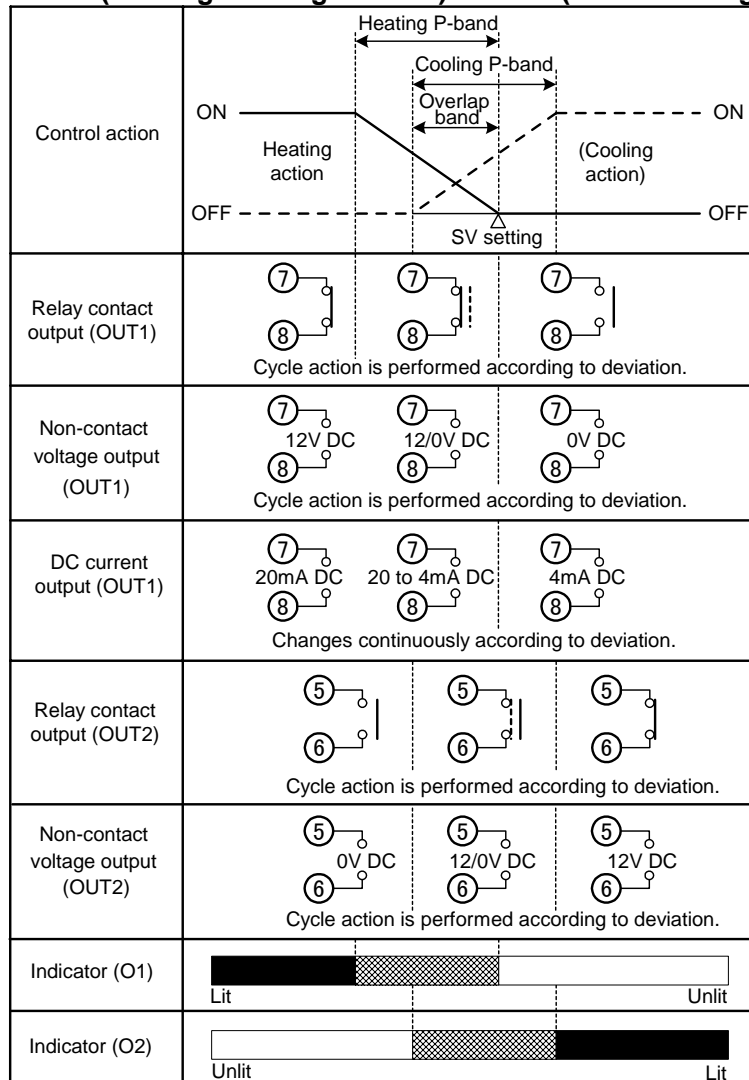 Heating P-band
Cooling P-band
Overlap
band
ON
ON
Control action
Heating
action
(Cooling
action)
OFF
OFF
SV setting
Relay contact
output (OUT1)
7
7
7
8
8
8
Cycle action is performed according to deviation.
Non-contact
voltage output
(OUT1)
7
7
7
12V DC
12/0V DC
0V DC
8
8
8
Cycle action is performed according to deviation.
DC current
output (OUT1)
7
7
7
20mA DC
20 to 4mA DC
4mA DC
8
8
8
Changes continuously according to deviation.
Relay contact
output (OUT2)
5
5
5
6
6
6
Cycle action is performed according to deviation.
Non-contact
voltage output
(OUT2)
5
5
5
0V DC
12/0V DC
12V DC
6
6
6
Cycle action is performed according to deviation.
Indicator (O1)
Lit
Unlit
Indicator (O2)
Unlit
Lit